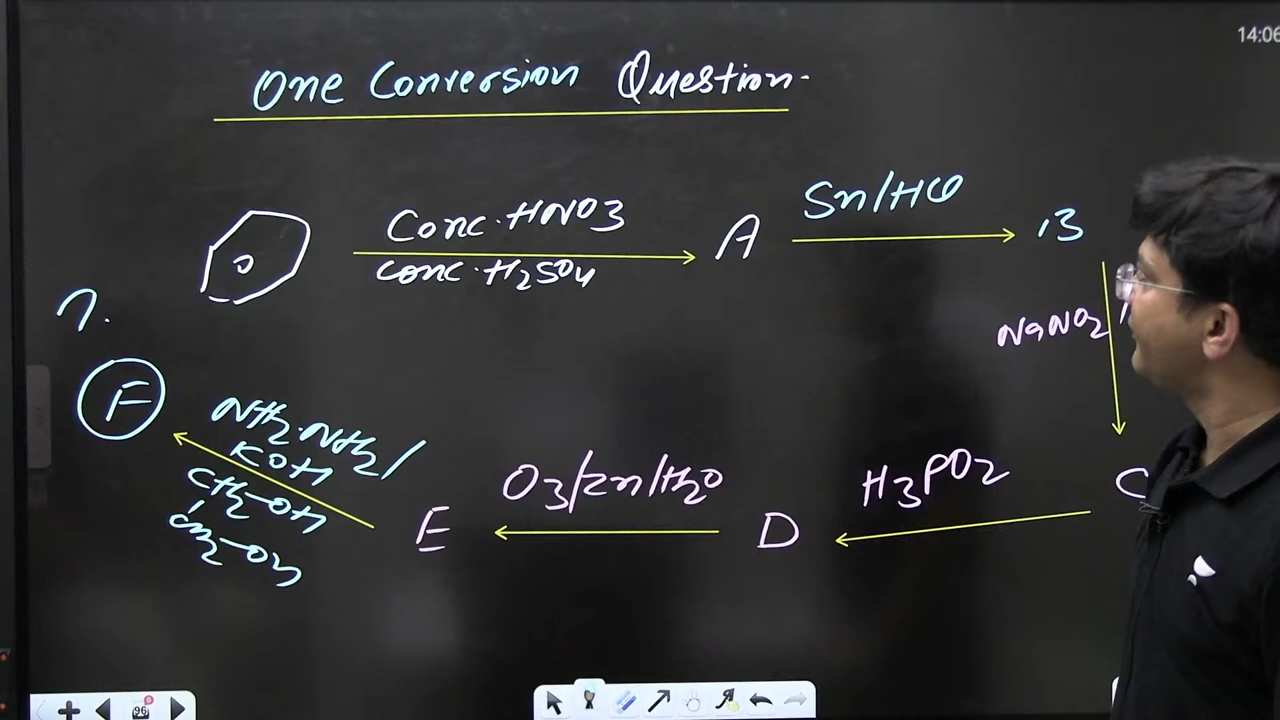 14:06
One Conversion Question.
Conc. HNO3
Conc. H2SO4
A
Sn/HCl
B
NaNO2
C
H3PO2
D
O3/Zn/H2O
E
NH2.NH2/
KOH
CH2-OH
CH2-OH
F
96